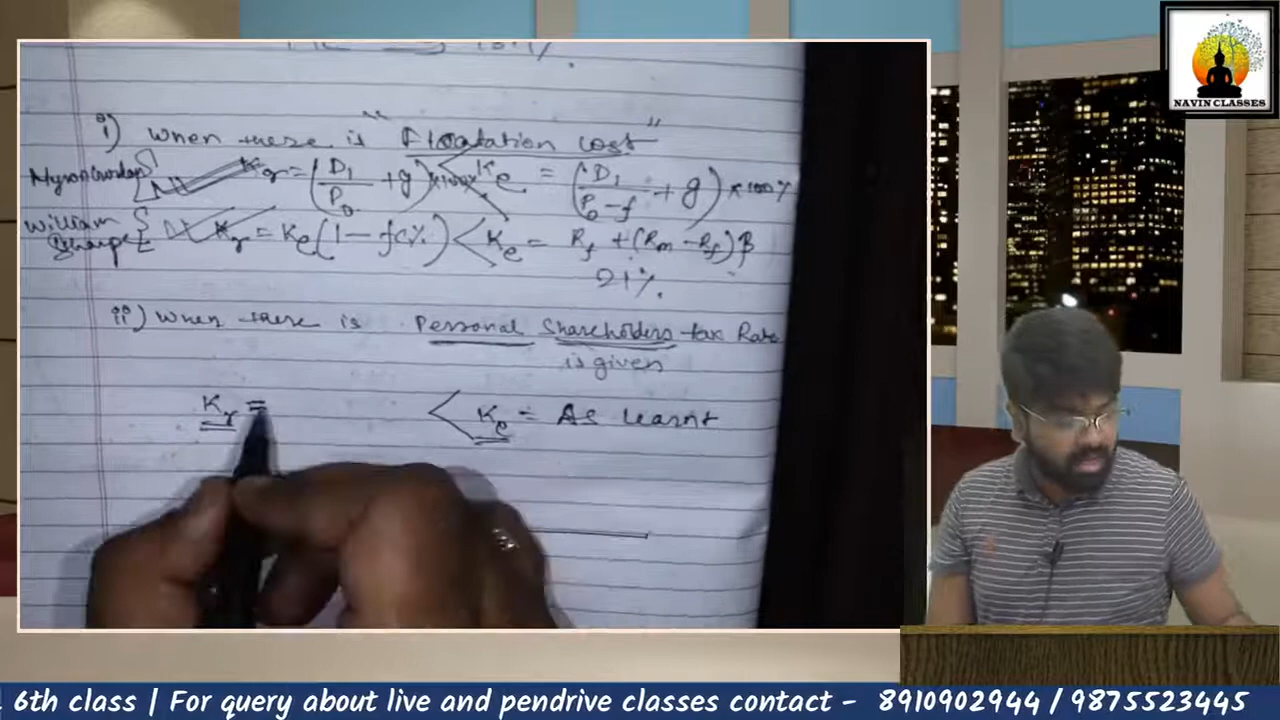 NAVIN CLASSES
i) When there is "Floatation cost"
Kr = (D1/P0 + g) x100% < Ke = (D1/P0-f + g) x 100%
William Sharpe { Kr = Ke(1 - fc%) < Ke = Rf + (Rm - Rf)β
21%.
ii) When there is Personal Shareholders tax Rate
is given
Kr = < Ke = As learnt
6th class | For query about live and pendrive classes contact - 8910902944 / 9875523445